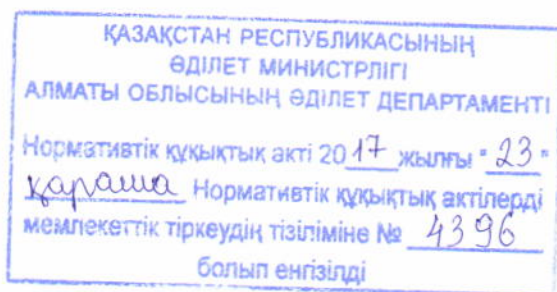 ҚАЗАҚСТАН РЕСПУБЛИКАСЫНЫҢ
ӘДІЛЕТ МИНИСТРЛІГІ
АЛМАТЫ ОБЛЫСЫНЫҢ ӘДІЛЕТ ДЕПАРТАМЕНТІ
Нормативтік құқықтық акті 2017 жылғы "23"
қараша Нормативтік құқықтық актілерді
мемлекеттік тіркеудің тізіліміне № 4396
болып енгізілді